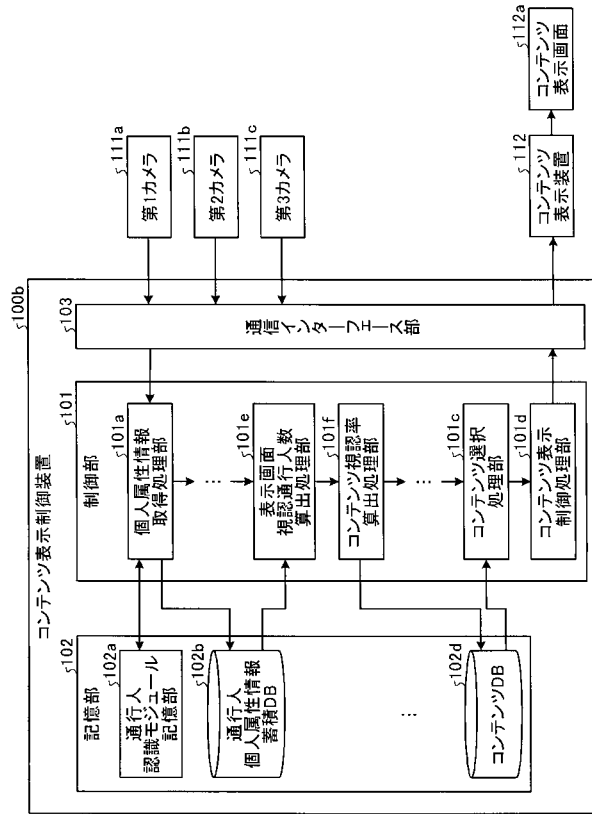 コンテンツ表示制御装置
100b
102
記憶部
102a
通行人
認識モジュール
記憶部
102b
通行人
個人属性情報
蓄積DB
⋮
102d
コンテンツDB
101
制御部
101a
個人属性情報
取得処理部
⋮
101e
表示画面
視認通行人数
算出処理部
101f
コンテンツ視認率
算出処理部
⋮
101c
コンテンツ選択
処理部
101d
コンテンツ表示
制御処理部
103
通信インターフェース部
111a
第1カメラ
111b
第2カメラ
111c
第3カメラ
112
コンテンツ
表示装置
112a
コンテンツ
表示画面